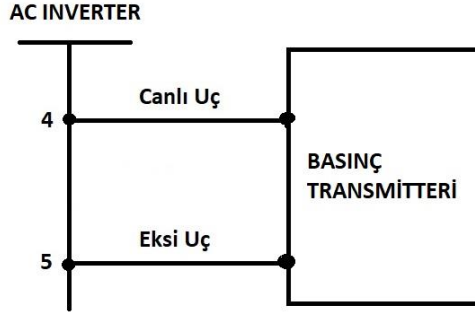 AC INVERTER
4
Canlı Uç
BASINÇ
TRANSMİTTERİ
5
Eksi Uç